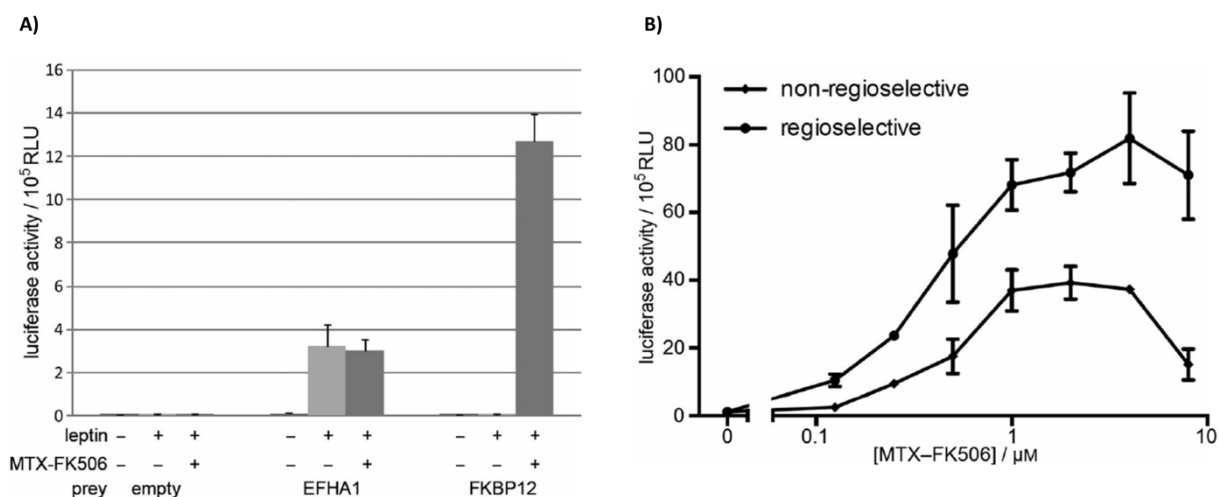 A)
16
14
12
10
8
6
4
2
0
luciferase activity / 10⁵ RLU
leptin – + + – + + – + +
MTX-FK506 – – + – – + – – +
prey empty EFHA1 FKBP12
B)
100
80
60
40
20
0
luciferase activity / 10⁵ RLU
non-regioselective
regioselective
0 0.1 1 10
[MTX–FK506] / µM